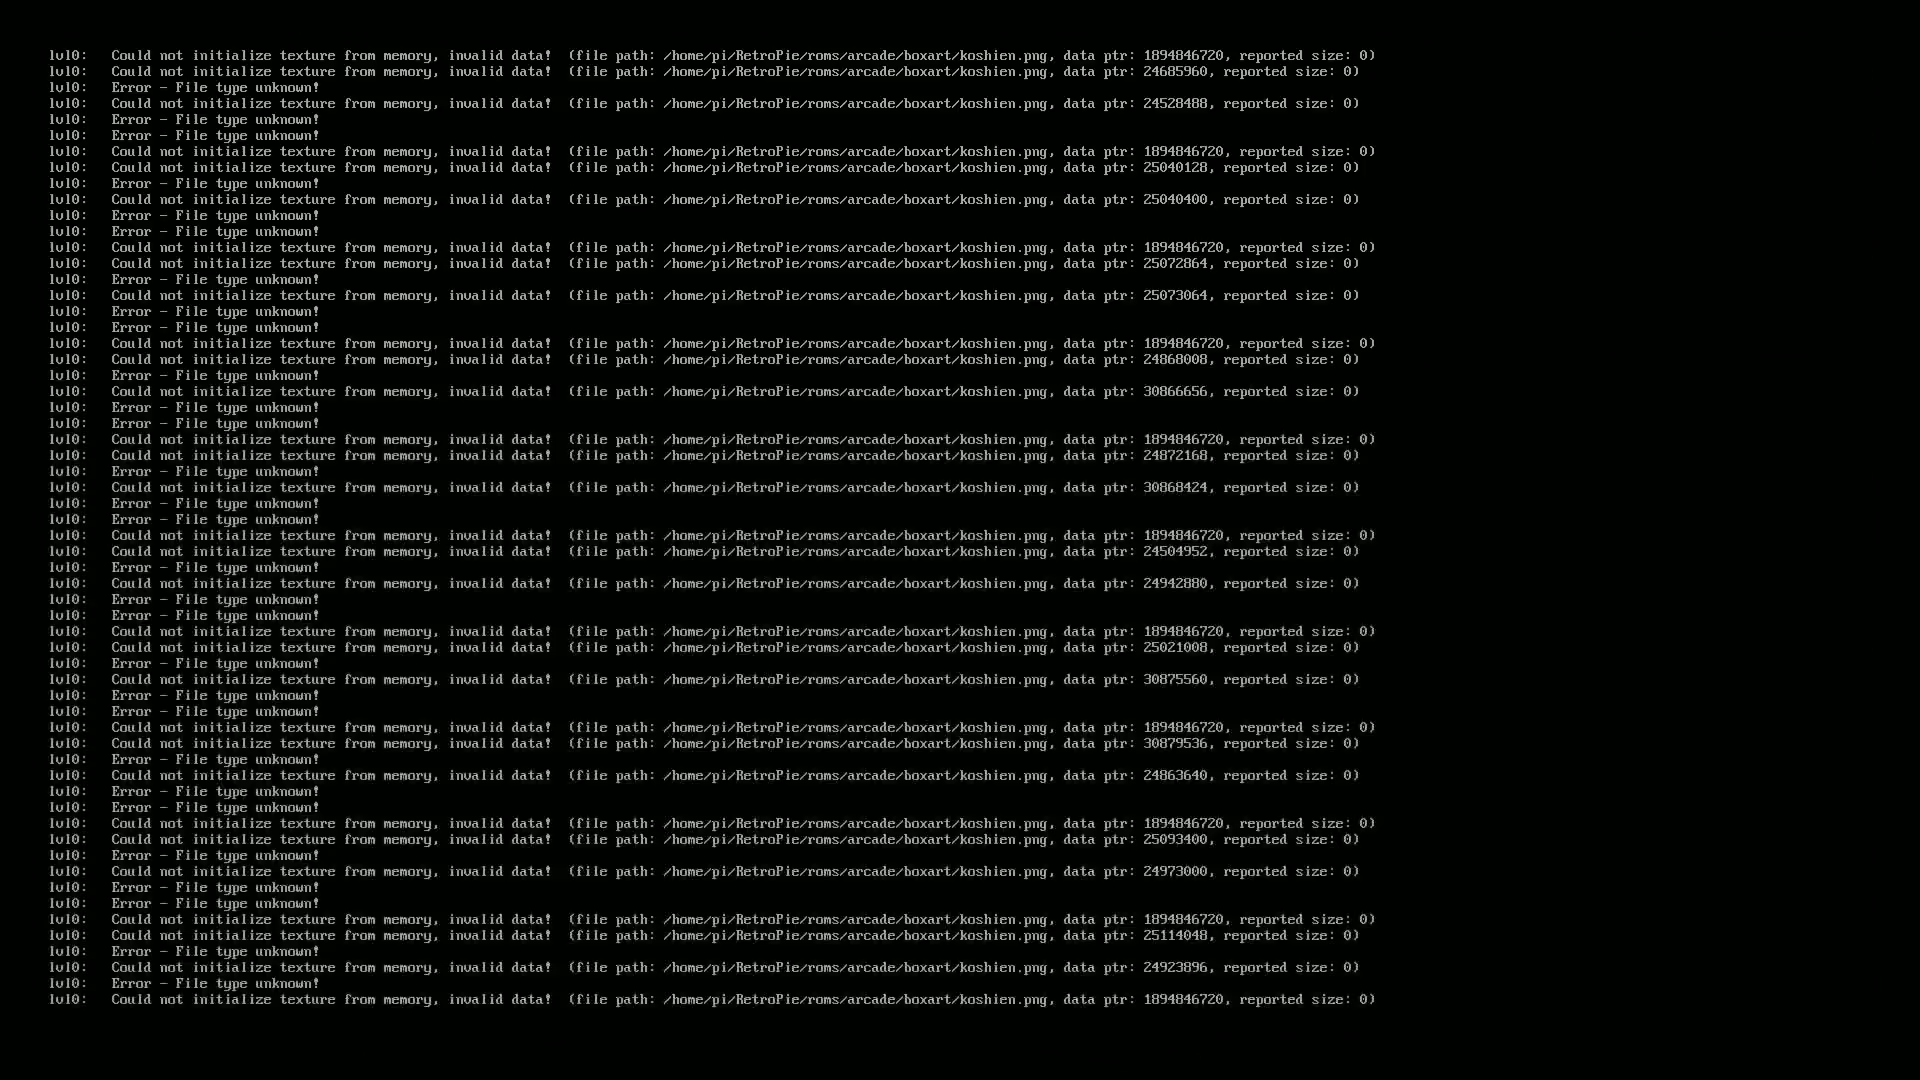 lvl0:   Could not initialize texture from memory, invalid data!  (file path: /home/pi/RetroPie/roms/arcade/boxart/koshien.png, data ptr: 1894846720, reported size: 0)
lvl0:   Could not initialize texture from memory, invalid data!  (file path: /home/pi/RetroPie/roms/arcade/boxart/koshien.png, data ptr: 24685960, reported size: 0)
lvl0:   Error - File type unknown!
lvl0:   Could not initialize texture from memory, invalid data!  (file path: /home/pi/RetroPie/roms/arcade/boxart/koshien.png, data ptr: 24528488, reported size: 0)
lvl0:   Error - File type unknown!
lvl0:   Error - File type unknown!
lvl0:   Could not initialize texture from memory, invalid data!  (file path: /home/pi/RetroPie/roms/arcade/boxart/koshien.png, data ptr: 1894846720, reported size: 0)
lvl0:   Could not initialize texture from memory, invalid data!  (file path: /home/pi/RetroPie/roms/arcade/boxart/koshien.png, data ptr: 25040128, reported size: 0)
lvl0:   Error - File type unknown!
lvl0:   Could not initialize texture from memory, invalid data!  (file path: /home/pi/RetroPie/roms/arcade/boxart/koshien.png, data ptr: 25040400, reported size: 0)
lvl0:   Error - File type unknown!
lvl0:   Error - File type unknown!
lvl0:   Could not initialize texture from memory, invalid data!  (file path: /home/pi/RetroPie/roms/arcade/boxart/koshien.png, data ptr: 1894846720, reported size: 0)
lvl0:   Could not initialize texture from memory, invalid data!  (file path: /home/pi/RetroPie/roms/arcade/boxart/koshien.png, data ptr: 25072864, reported size: 0)
lvl0:   Error - File type unknown!
lvl0:   Could not initialize texture from memory, invalid data!  (file path: /home/pi/RetroPie/roms/arcade/boxart/koshien.png, data ptr: 25073064, reported size: 0)
lvl0:   Error - File type unknown!
lvl0:   Error - File type unknown!
lvl0:   Could not initialize texture from memory, invalid data!  (file path: /home/pi/RetroPie/roms/arcade/boxart/koshien.png, data ptr: 1894846720, reported size: 0)
lvl0:   Could not initialize texture from memory, invalid data!  (file path: /home/pi/RetroPie/roms/arcade/boxart/koshien.png, data ptr: 24868008, reported size: 0)
lvl0:   Error - File type unknown!
lvl0:   Could not initialize texture from memory, invalid data!  (file path: /home/pi/RetroPie/roms/arcade/boxart/koshien.png, data ptr: 30866656, reported size: 0)
lvl0:   Error - File type unknown!
lvl0:   Error - File type unknown!
lvl0:   Could not initialize texture from memory, invalid data!  (file path: /home/pi/RetroPie/roms/arcade/boxart/koshien.png, data ptr: 1894846720, reported size: 0)
lvl0:   Could not initialize texture from memory, invalid data!  (file path: /home/pi/RetroPie/roms/arcade/boxart/koshien.png, data ptr: 24872168, reported size: 0)
lvl0:   Error - File type unknown!
lvl0:   Could not initialize texture from memory, invalid data!  (file path: /home/pi/RetroPie/roms/arcade/boxart/koshien.png, data ptr: 30868424, reported size: 0)
lvl0:   Error - File type unknown!
lvl0:   Error - File type unknown!
lvl0:   Could not initialize texture from memory, invalid data!  (file path: /home/pi/RetroPie/roms/arcade/boxart/koshien.png, data ptr: 1894846720, reported size: 0)
lvl0:   Could not initialize texture from memory, invalid data!  (file path: /home/pi/RetroPie/roms/arcade/boxart/koshien.png, data ptr: 24504952, reported size: 0)
lvl0:   Error - File type unknown!
lvl0:   Could not initialize texture from memory, invalid data!  (file path: /home/pi/RetroPie/roms/arcade/boxart/koshien.png, data ptr: 24942880, reported size: 0)
lvl0:   Error - File type unknown!
lvl0:   Error - File type unknown!
lvl0:   Could not initialize texture from memory, invalid data!  (file path: /home/pi/RetroPie/roms/arcade/boxart/koshien.png, data ptr: 1894846720, reported size: 0)
lvl0:   Could not initialize texture from memory, invalid data!  (file path: /home/pi/RetroPie/roms/arcade/boxart/koshien.png, data ptr: 25021008, reported size: 0)
lvl0:   Error - File type unknown!
lvl0:   Could not initialize texture from memory, invalid data!  (file path: /home/pi/RetroPie/roms/arcade/boxart/koshien.png, data ptr: 30875560, reported size: 0)
lvl0:   Error - File type unknown!
lvl0:   Error - File type unknown!
lvl0:   Could not initialize texture from memory, invalid data!  (file path: /home/pi/RetroPie/roms/arcade/boxart/koshien.png, data ptr: 1894846720, reported size: 0)
lvl0:   Could not initialize texture from memory, invalid data!  (file path: /home/pi/RetroPie/roms/arcade/boxart/koshien.png, data ptr: 30879536, reported size: 0)
lvl0:   Error - File type unknown!
lvl0:   Could not initialize texture from memory, invalid data!  (file path: /home/pi/RetroPie/roms/arcade/boxart/koshien.png, data ptr: 24863640, reported size: 0)
lvl0:   Error - File type unknown!
lvl0:   Error - File type unknown!
lvl0:   Could not initialize texture from memory, invalid data!  (file path: /home/pi/RetroPie/roms/arcade/boxart/koshien.png, data ptr: 1894846720, reported size: 0)
lvl0:   Could not initialize texture from memory, invalid data!  (file path: /home/pi/RetroPie/roms/arcade/boxart/koshien.png, data ptr: 25093400, reported size: 0)
lvl0:   Error - File type unknown!
lvl0:   Could not initialize texture from memory, invalid data!  (file path: /home/pi/RetroPie/roms/arcade/boxart/koshien.png, data ptr: 24973000, reported size: 0)
lvl0:   Error - File type unknown!
lvl0:   Error - File type unknown!
lvl0:   Could not initialize texture from memory, invalid data!  (file path: /home/pi/RetroPie/roms/arcade/boxart/koshien.png, data ptr: 1894846720, reported size: 0)
lvl0:   Could not initialize texture from memory, invalid data!  (file path: /home/pi/RetroPie/roms/arcade/boxart/koshien.png, data ptr: 25114048, reported size: 0)
lvl0:   Error - File type unknown!
lvl0:   Could not initialize texture from memory, invalid data!  (file path: /home/pi/RetroPie/roms/arcade/boxart/koshien.png, data ptr: 24923896, reported size: 0)
lvl0:   Error - File type unknown!
lvl0:   Could not initialize texture from memory, invalid data!  (file path: /home/pi/RetroPie/roms/arcade/boxart/koshien.png, data ptr: 1894846720, reported size: 0)